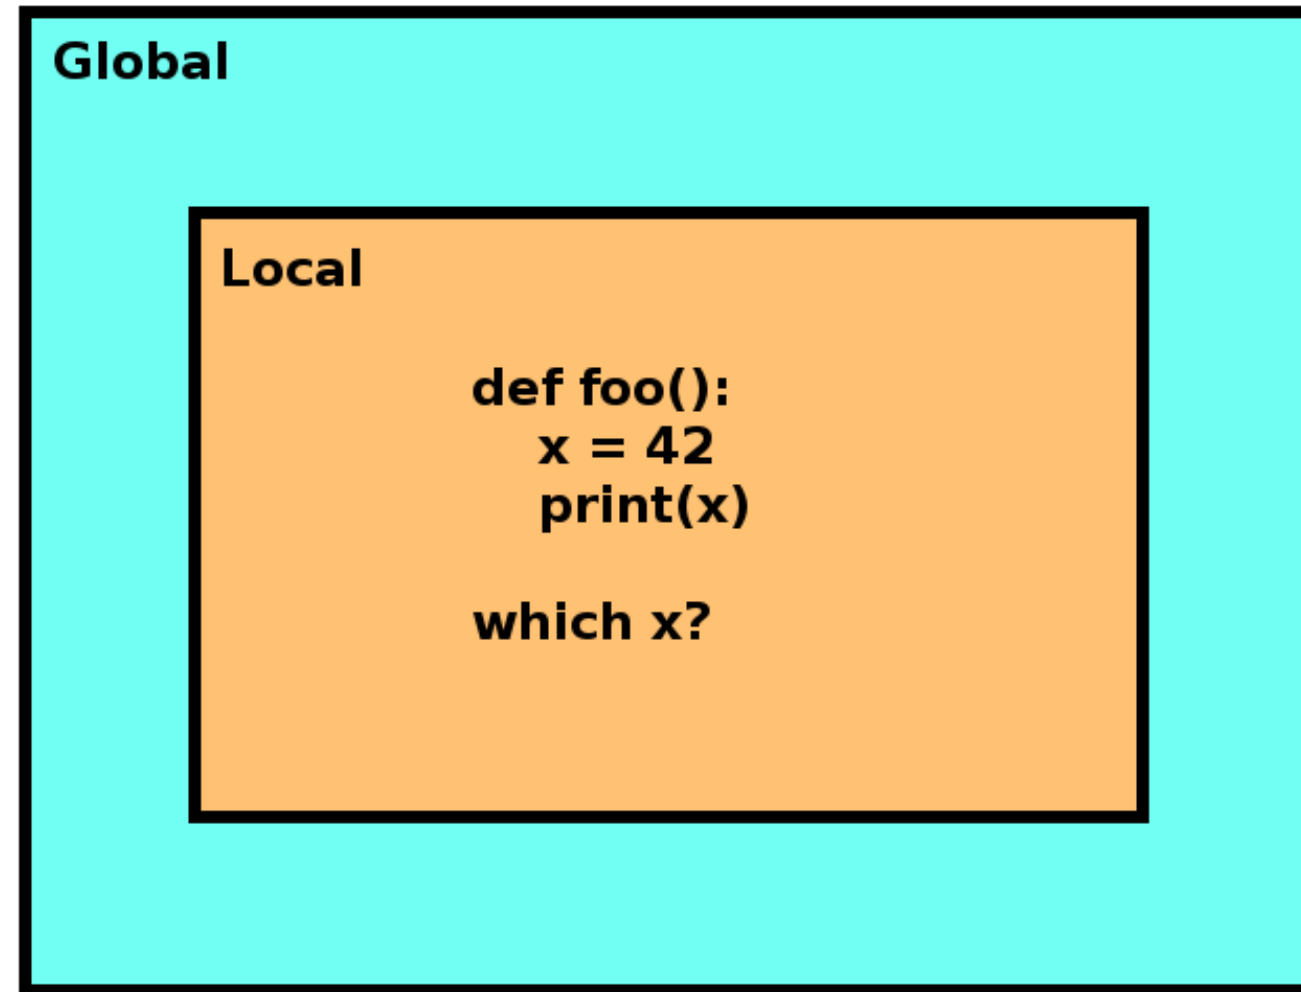 Global
Local
def foo():
    x = 42
    print(x)
which x?